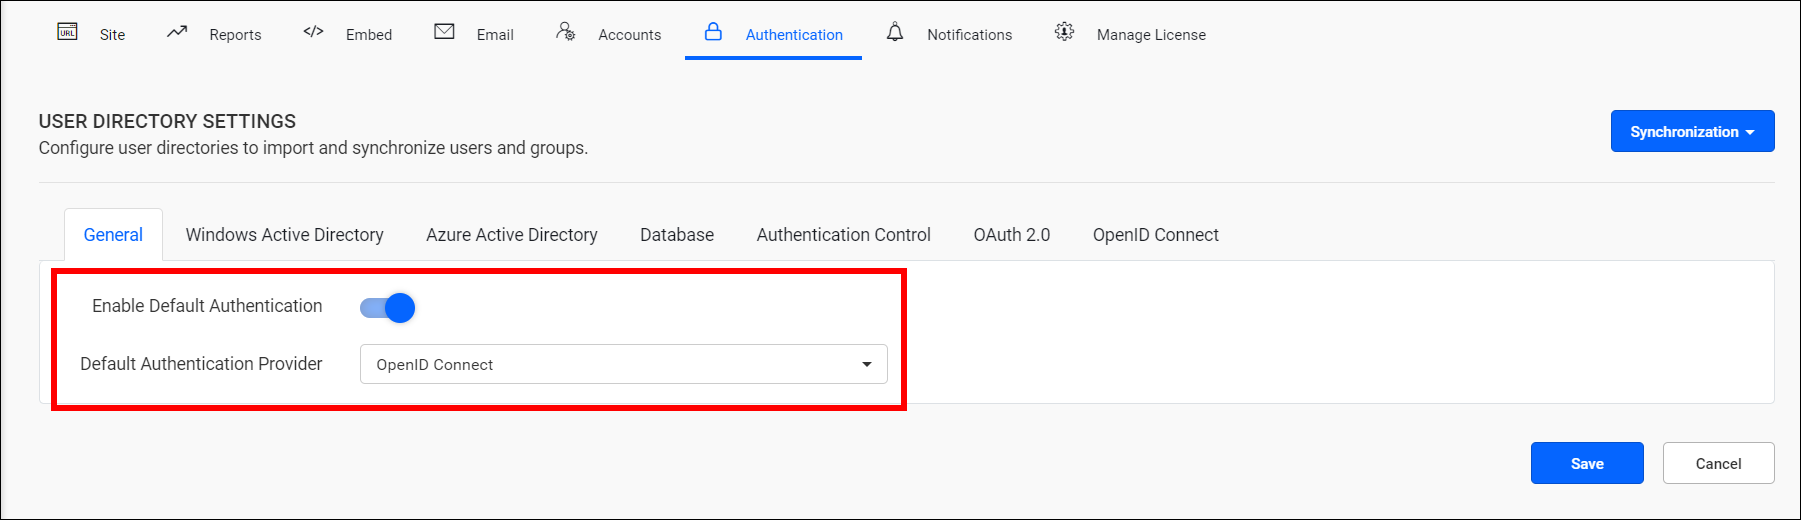 URL Site Reports </> Embed Email Accounts Authentication Notifications Manage License
USER DIRECTORY SETTINGS
Configure user directories to import and synchronize users and groups.
Synchronization
General Windows Active Directory Azure Active Directory Database Authentication Control OAuth 2.0 OpenID Connect
Enable Default Authentication
Default Authentication Provider OpenID Connect
Save Cancel